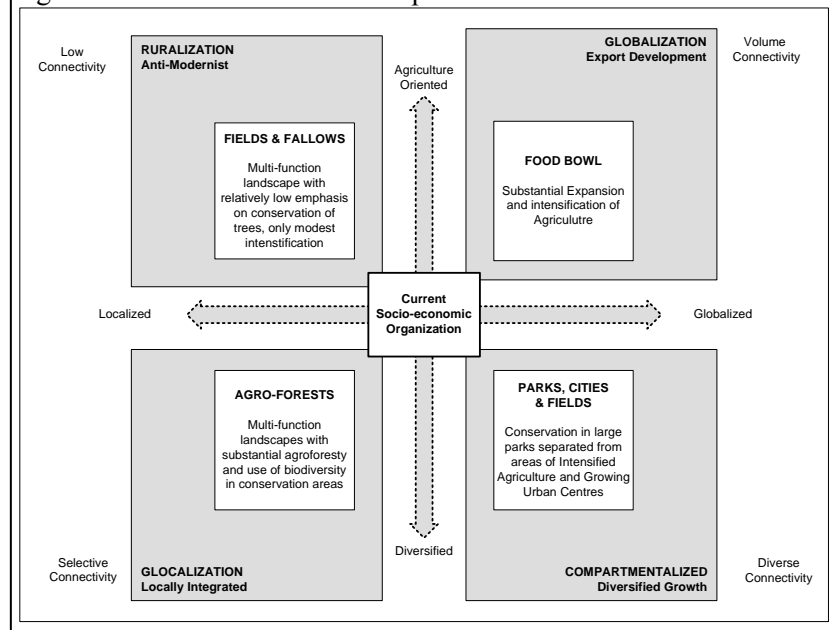 Low
Connectivity
RURALIZATION
Anti-Modernist
Agriculture
Oriented
GLOBALIZATION
Export Development
Volume
Connectivity
FIELDS & FALLOWS
Multi-function
landscape with
relatively low emphasis
on conservation of
trees, only modest
intenstification
FOOD BOWL
Substantial Expansion
and intensification of
Agriculutre
Localized
Current
Socio-economic
Organization
Globalized
AGRO-FORESTS
Multi-function
landscapes with
substantial agroforesty
and use of biodiversity
in conservation areas
PARKS, CITIES
& FIELDS
Conservation in large
parks separated from
areas of Intensified
Agriculture and Growing
Urban Centres
Selective
Connectivity
GLOCALIZATION
Locally Integrated
Diversified
COMPARTMENTALIZED
Diversified Growth
Diverse
Connectivity